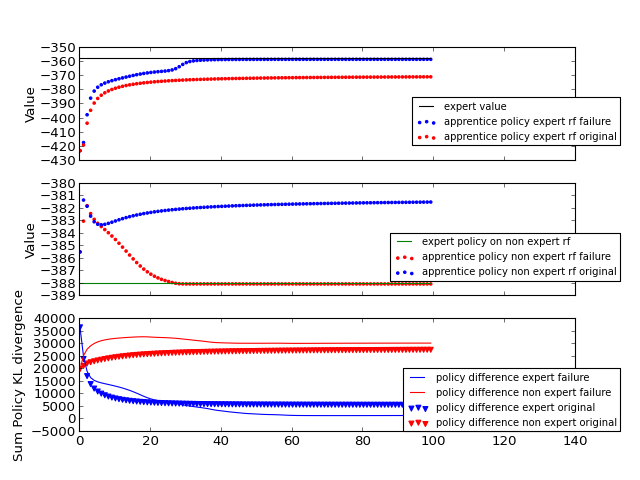 −350
−360
−370
−380
−390
−400
−410
−420
−430
Value
expert value
apprentice policy expert rf failure
apprentice policy expert rf original
−380
−381
−382
−383
−384
−385
−386
−387
−388
−389
Value
expert policy on non expert rf
apprentice policy non expert rf failure
apprentice policy non expert rf original
40000
35000
30000
25000
20000
15000
10000
5000
0
−5000
Sum Policy KL divergence
policy difference expert failure
policy difference non expert failure
policy difference expert original
policy difference non expert original
0 20 40 60 80 100 120 140